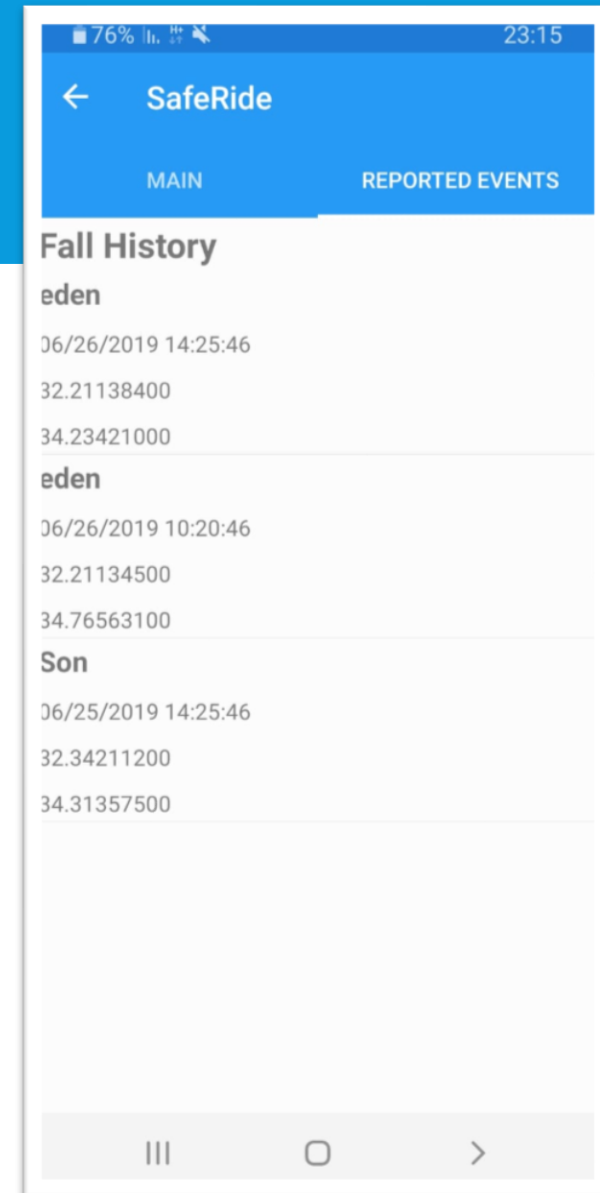 76% 23:15
SafeRide
MAIN REPORTED EVENTS
Fall History
eden
06/26/2019 14:25:46
32.21138400
34.23421000
eden
06/26/2019 10:20:46
32.21134500
34.76563100
Son
06/25/2019 14:25:46
32.34211200
34.31357500